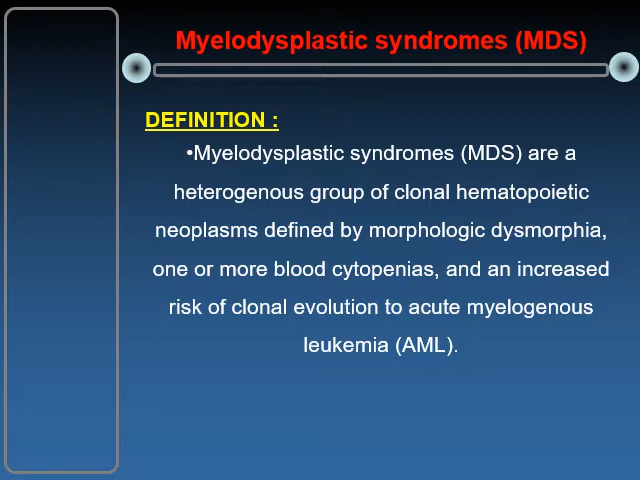 Myelodysplastic syndromes (MDS)
DEFINITION :
•Myelodysplastic syndromes (MDS) are a
heterogenous group of clonal hematopoietic
neoplasms defined by morphologic dysmorphia,
one or more blood cytopenias, and an increased
risk of clonal evolution to acute myelogenous
leukemia (AML).